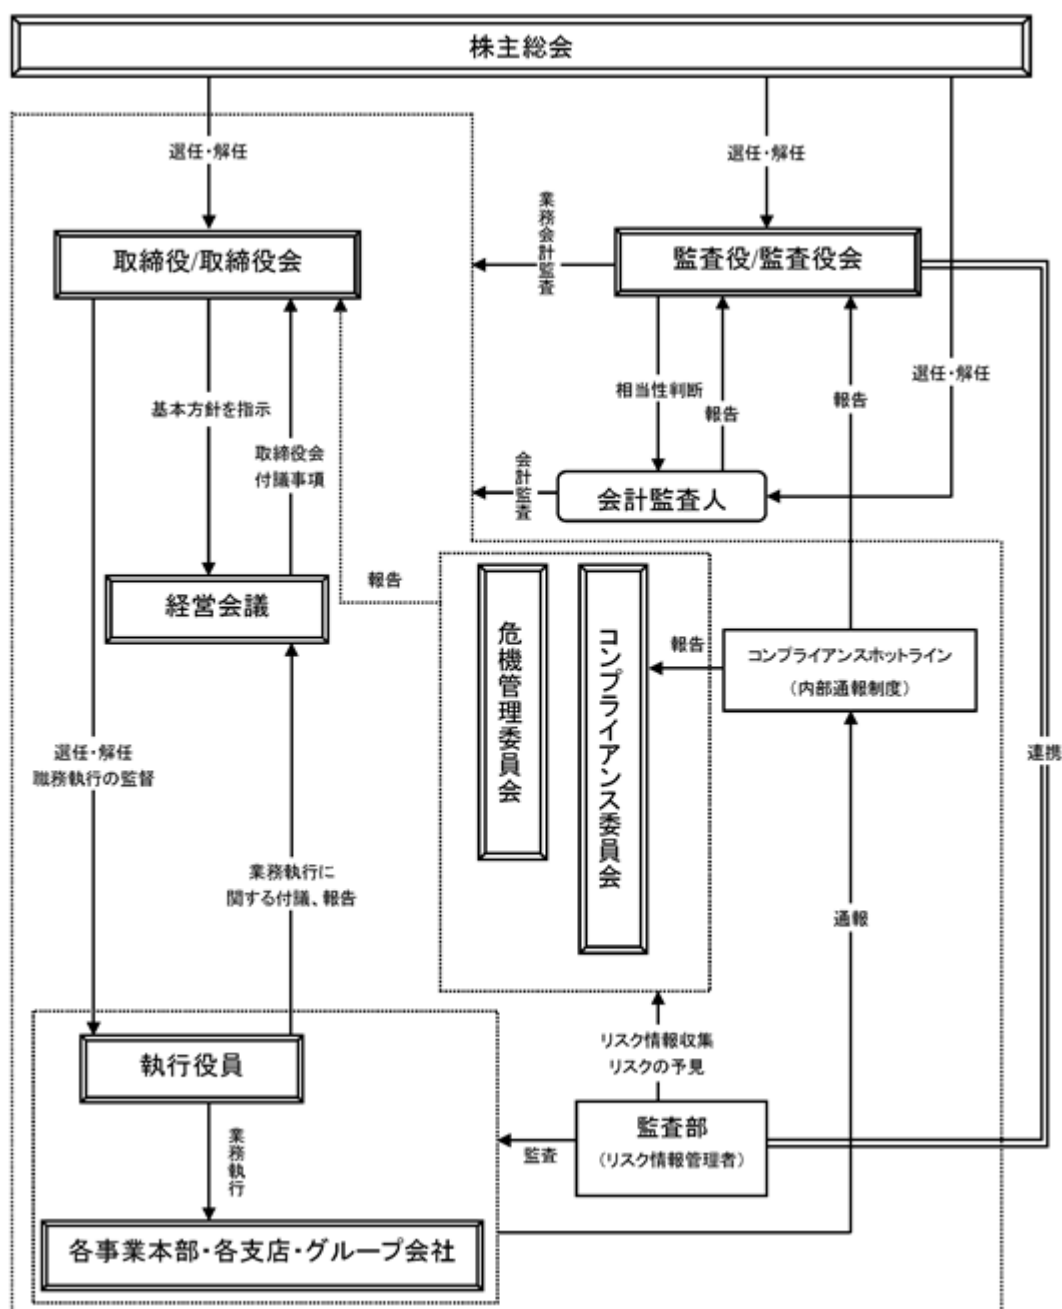 株主総会
選任・解任
選任・解任
業務会計監査
取締役/取締役会
監査役/監査役会
選任・解任
相当性判断
報告
報告
基本方針を指示
取締役会
付議事項
会計監査
会計監査人
報告
経営会議
危機管理委員会
コンプライアンス委員会
報告
コンプライアンスホットライン
（内部通報制度）
連携
選任・解任
職務執行の監督
業務執行に
関する付議、報告
通報
リスク情報収集
リスクの予見
執行役員
監査部
（リスク情報管理者）
監査
業務執行
各事業本部・各支店・グループ会社